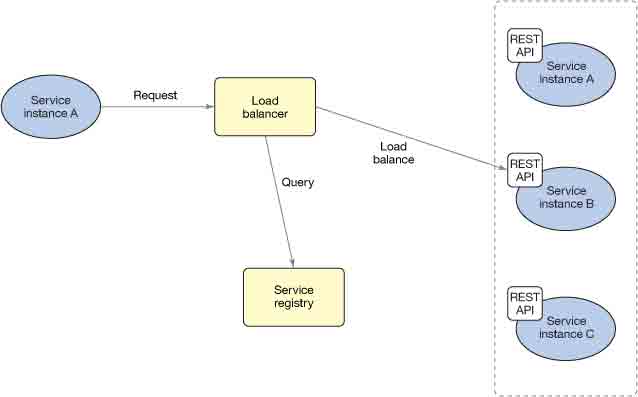 Service
instance A
Request
Load
balancer
Query
Service
registry
Load
balance
REST
API
Service
instance A
REST
API
Service
instance B
REST
API
Service
instance C